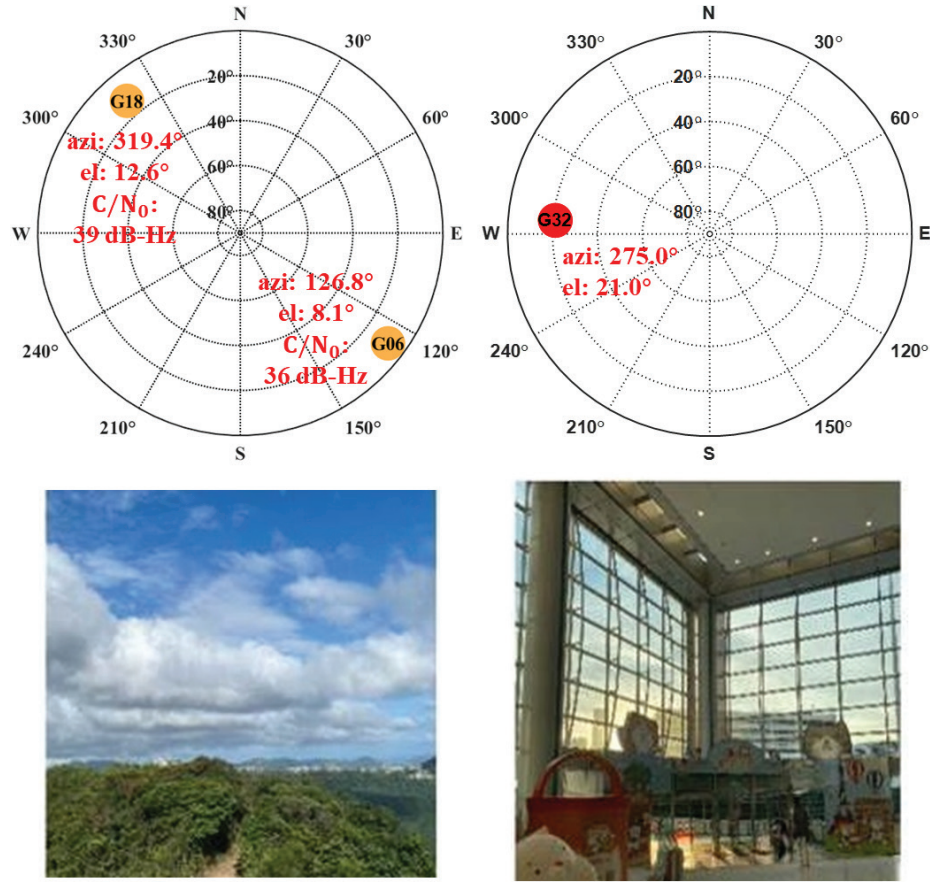 N
330°
30°
20°
300°
60°
40°
60°
80°
W
E
240°
120°
210°
150°
S
G18
azi: 319.4°
el: 12.6°
C/N₀:
39 dB-Hz
azi: 126.8°
el: 8.1°
C/N₀:
36 dB-Hz
G06
N
330°
30°
20°
300°
60°
40°
60°
80°
W
E
240°
120°
210°
150°
S
G32
azi: 275.0°
el: 21.0°